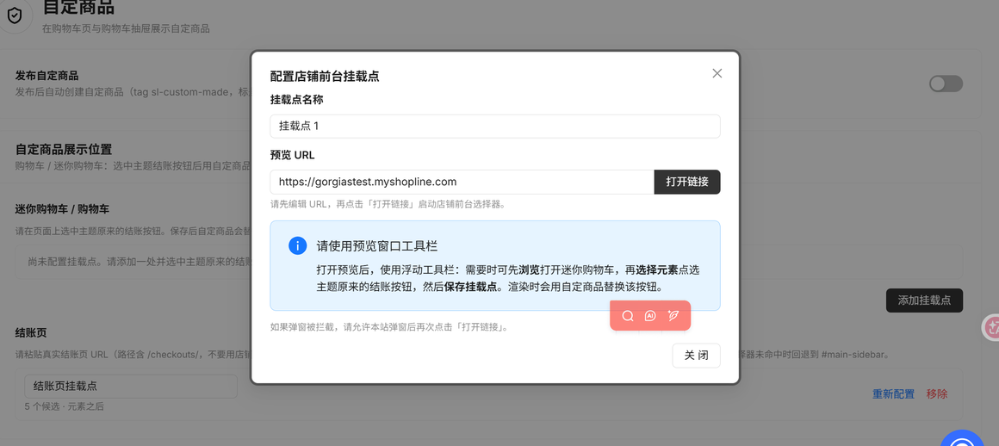 自定商品
在购物车页与购物车抽屉展示自定商品
发布自定商品
发布后自动创建自定商品（tag sl-custom-made，标
自定商品展示位置
购物车 / 迷你购物车：选中主题结账按钮后用自定商品
迷你购物车 / 购物车
请在页面上选中主题原来的结账按钮。保存后自定商品会替
尚未配置挂载点。请添加一处并选中主题原来的结
添加挂载点
结账页
请粘贴真实结账页 URL（路径含 /checkouts/，不要用店铺
择器未命中时回退到 #main-sidebar。
结账页挂载点
5 个候选 · 元素之后
重新配置 移除
配置店铺前台挂载点
挂载点名称
挂载点 1
预览 URL
https://gorgiastest.myshopline.com
打开链接
请先编辑 URL，再点击「打开链接」启动店铺前台选择器。
请使用预览窗口工具栏
打开预览后，使用浮动工具栏：需要时可先浏览打开迷你购物车，再选择元素点选
主题原来的结账按钮，然后保存挂载点。渲染时会用自定商品替换该按钮。
AI
如果弹窗被拦截，请允许本站弹窗后再次点击「打开链接」。
关 闭